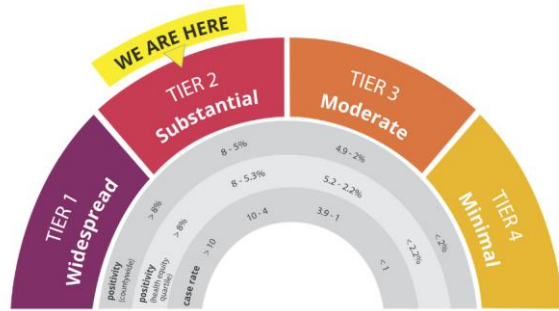 WE ARE HERE
TIER 1
Widespread
TIER 2
Substantial
TIER 3
Moderate
TIER 4
Minimal
positivity
(countywide)
> 8%
8 - 5%
4.9 - 2%
< 2%
positivity
(health equity
quartile)
> 8%
8 - 5.3%
5.2 - 2.2%
< 2.2%
case rate
> 10
10 - 4
3.9 - 1
< 1